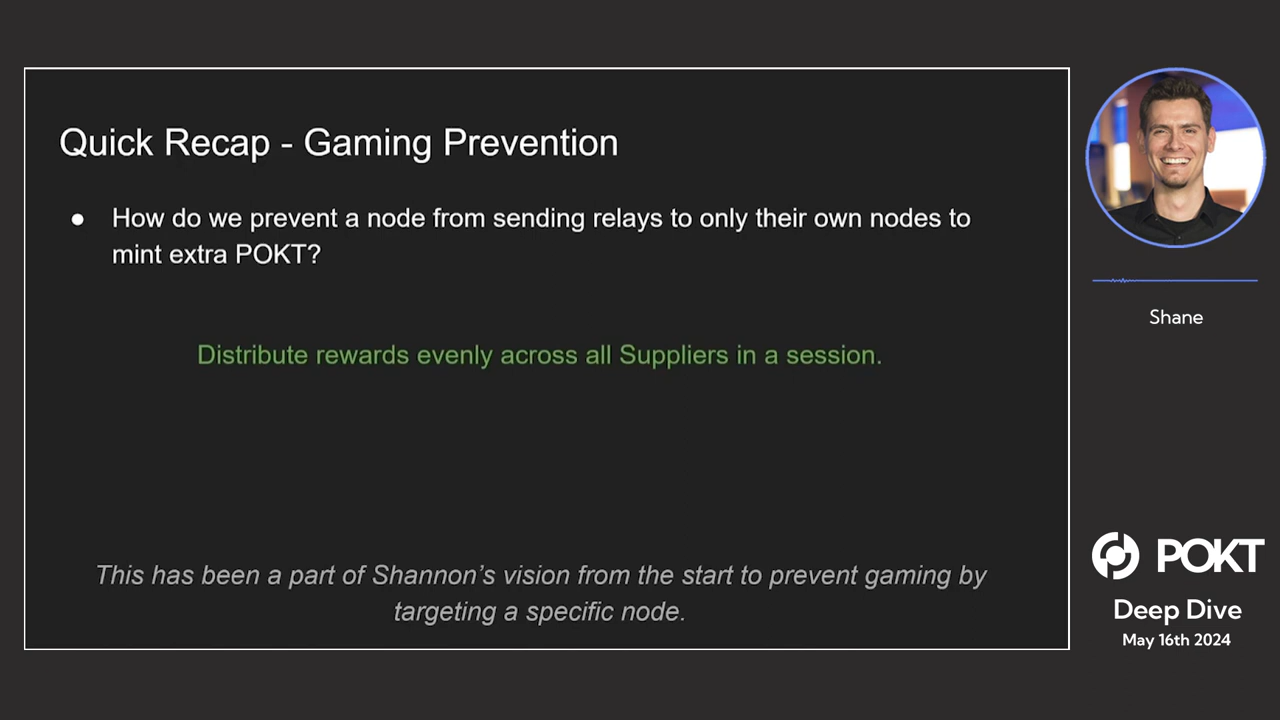 Quick Recap - Gaming Prevention
● How do we prevent a node from sending relays to only their own nodes to
mint extra POKT?
Distribute rewards evenly across all Suppliers in a session.
This has been a part of Shannon's vision from the start to prevent gaming by
targeting a specific node.
Shane
POKT
Deep Dive
May 16th 2024